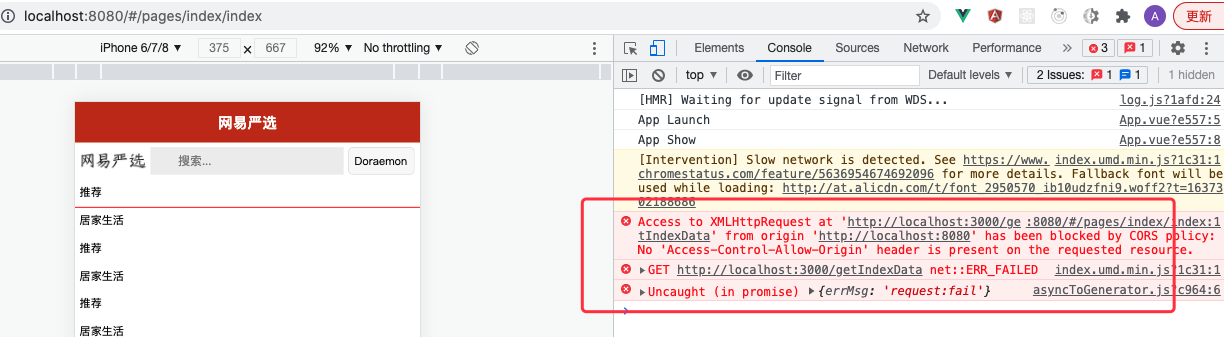 localhost:8080/#/pages/index/index
A
更新
iPhone 6/7/8 ▼ 375 × 667 92% ▼ No throttling ▼
Elements Console Sources Network Performance » 3 1
top ▼ Filter Default levels ▼ 2 Issues: 1 1 1 hidden
[HMR] Waiting for update signal from WDS... log.js?1afd:24
App Launch App.vue?e557:5
App Show App.vue?e557:8
[Intervention] Slow network is detected. See https://www. index.umd.min.js?1c31:1
chromestatus.com/feature/5636954674692096 for more details. Fallback font will be
used while loading: http://at.alicdn.com/t/font_2950570_ib10udzfni9.woff2?t=16373
02188686
Access to XMLHttpRequest at 'http://localhost:3000/ge :8080/#/pages/index/index:1
tIndexData' from origin 'http://localhost:8080' has been blocked by CORS policy:
No 'Access-Control-Allow-Origin' header is present on the requested resource.
GET http://localhost:3000/getIndexData net::ERR_FAILED index.umd.min.js?1c31:1
Uncaught (in promise) {errMsg: 'request:fail'} asyncToGenerator.js?c964:6
网易严选
网易严选 搜索... Doraemon
推荐
居家生活
推荐
居家生活
推荐
居家生活